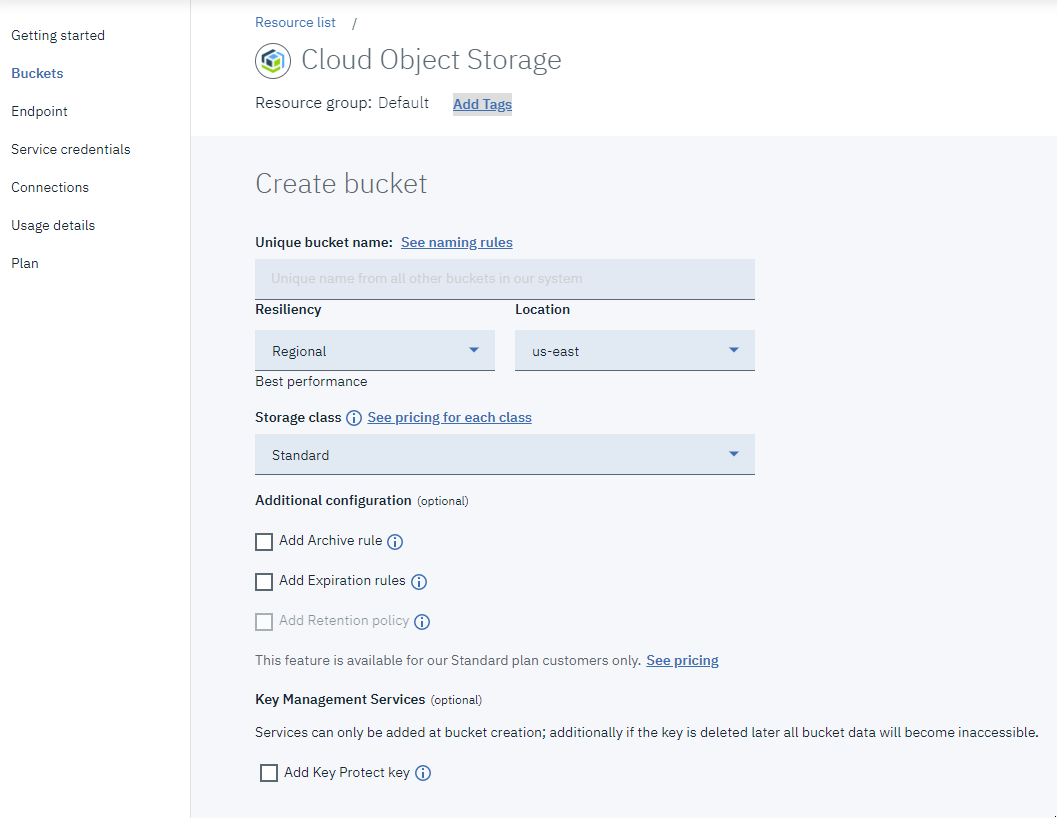 Getting started
Buckets
Endpoint
Service credentials
Connections
Usage details
Plan
Resource list /
Cloud Object Storage
Resource group: Default Add Tags
Create bucket
Unique bucket name: See naming rules
Unique name from all other buckets in our system
Resiliency Location
Regional us-east
Best performance
Storage class See pricing for each class
Standard
Additional configuration (optional)
Add Archive rule
Add Expiration rules
Add Retention policy
This feature is available for our Standard plan customers only. See pricing
Key Management Services (optional)
Services can only be added at bucket creation; additionally if the key is deleted later all bucket data will become inaccessible.
Add Key Protect key